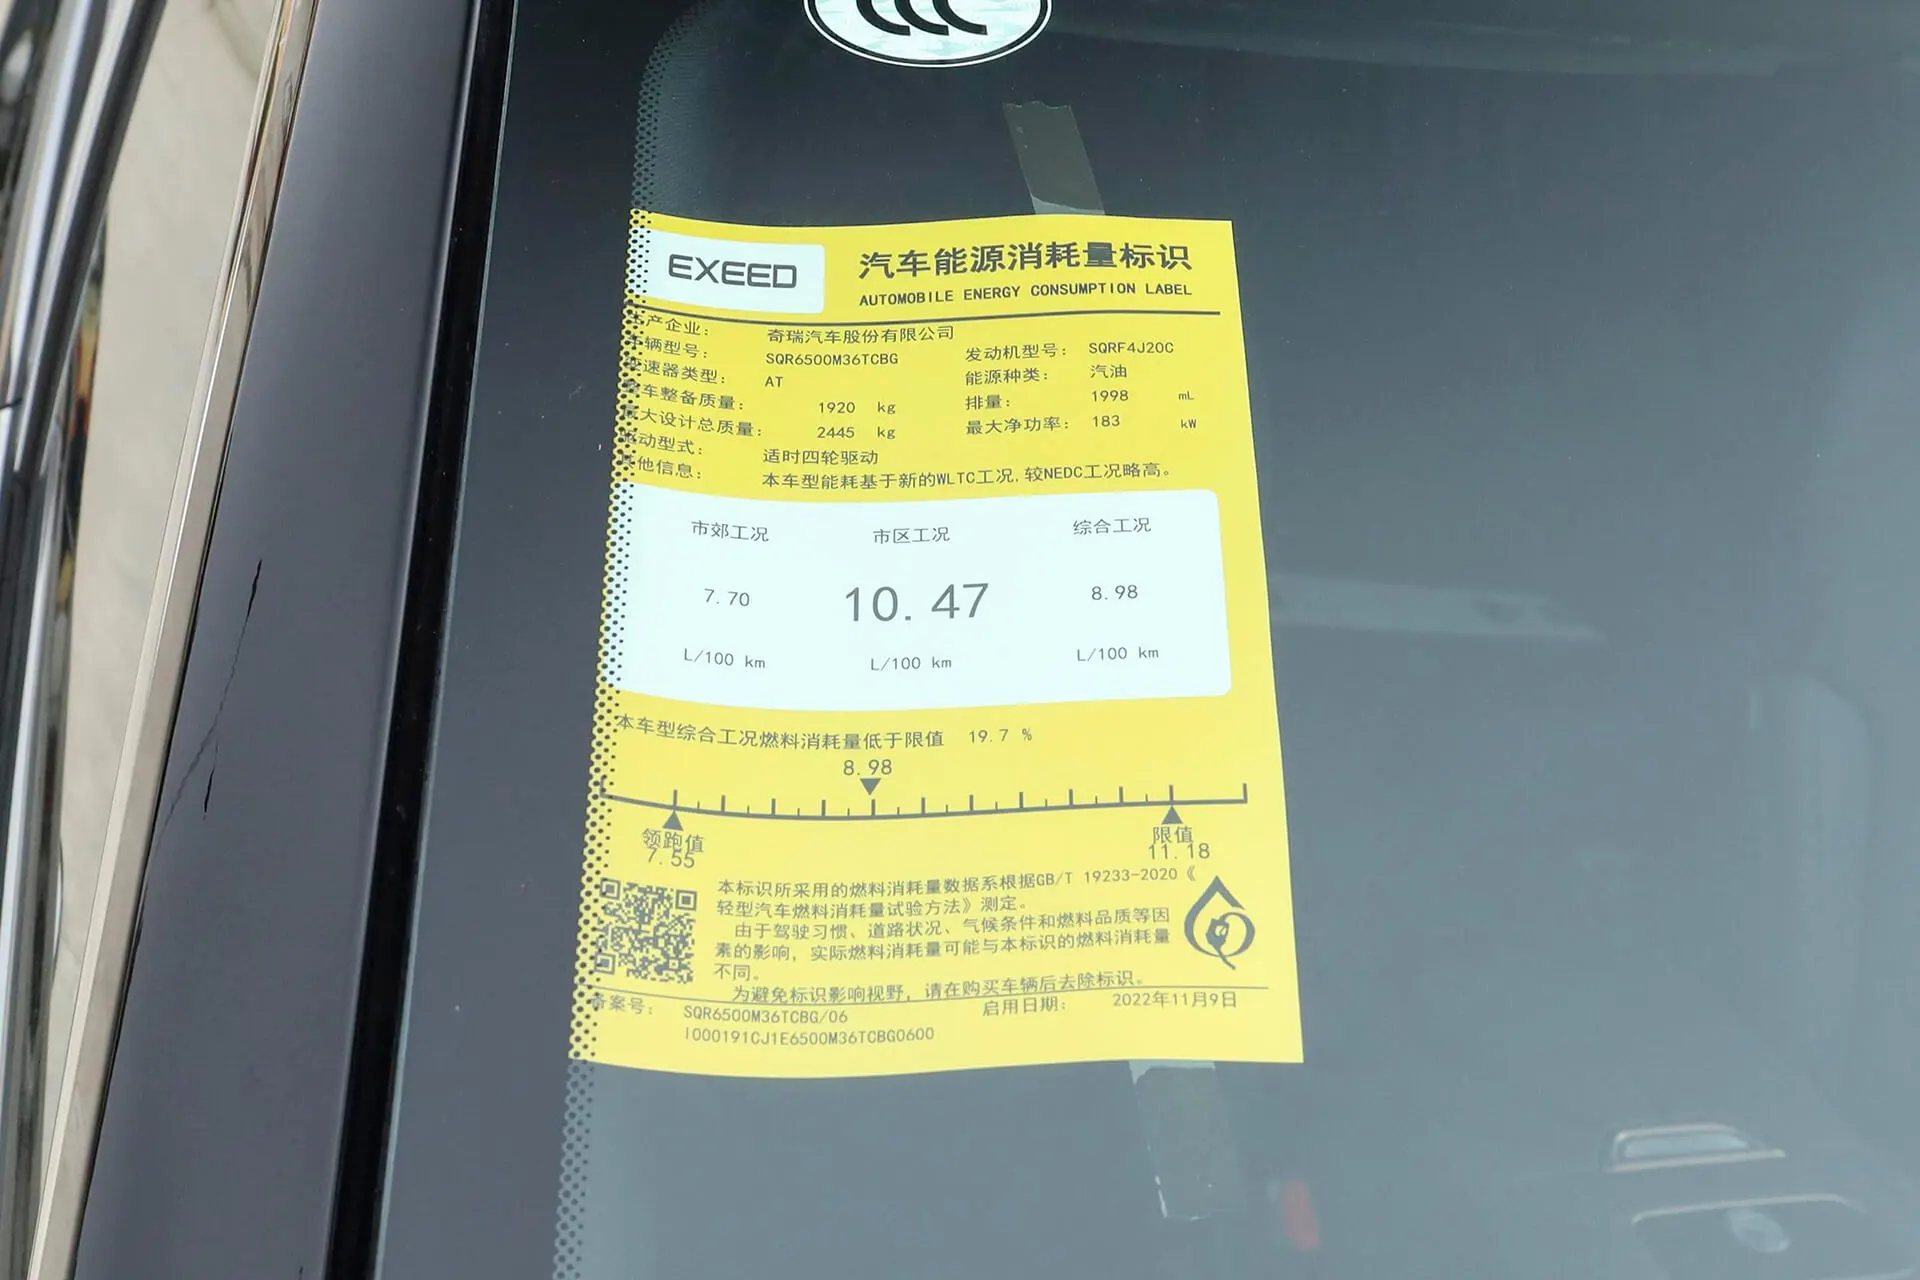 CCC
EXEED
汽车能源消耗量标识
AUTOMOBILE ENERGY CONSUMPTION LABEL
生产企业: 奇瑞汽车股份有限公司
车辆型号: SQR6500M36TCBG 发动机型号: SQRF4J20C
变速器类型: AT 能源种类: 汽油
整车整备质量: 1920 kg 排量: 1998 mL
最大设计总质量: 2445 kg 最大净功率: 183 kW
驱动型式: 适时四轮驱动
其他信息: 本车型能耗基于新的WLTC工况,较NEDC工况略高。
市郊工况 市区工况 综合工况
7.70 10.47 8.98
L/100 km L/100 km L/100 km
本车型综合工况燃料消耗量低于限值 19.7 %
8.98
领跑值 限值
7.55 11.18
本标识所采用的燃料消耗量数据系根据GB/T 19233-2020《
轻型汽车燃料消耗量试验方法》测定。
由于驾驶习惯、道路状况、气候条件和燃料品质等因
素的影响,实际燃料消耗量可能与本标识的燃料消耗量
不同。
为避免标识影响视野,请在购买车辆后去除标识。
备案号: SQR6500M36TCBG/06 启用日期: 2022年11月9日
I000191CJ1E6500M36TCBG0600